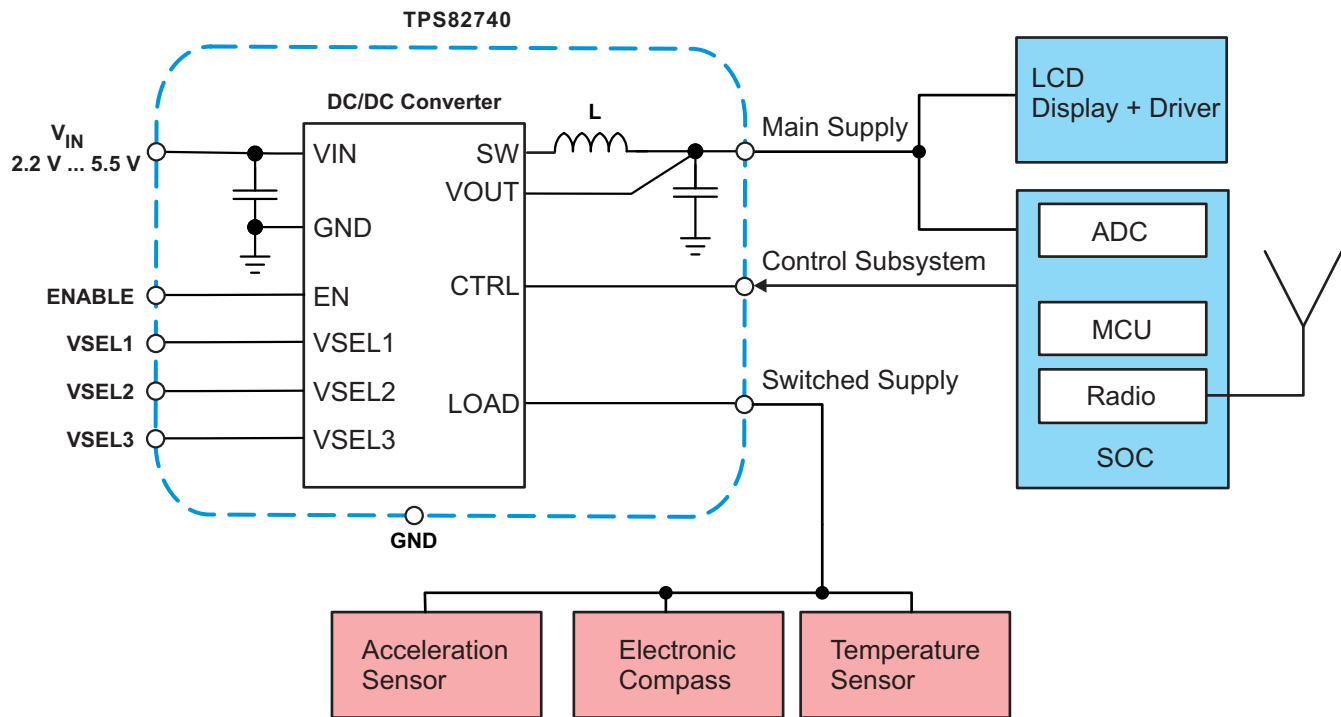 TPS82740
DC/DC Converter
VIN
2.2 V ... 5.5 V
ENABLE
VSEL1
VSEL2
VSEL3
VIN
GND
EN
VSEL1
VSEL2
VSEL3
SW
VOUT
CTRL
LOAD
L
GND
Main Supply
Control Subsystem
Switched Supply
LCD
Display + Driver
ADC
MCU
Radio
SOC
Acceleration
Sensor
Electronic
Compass
Temperature
Sensor